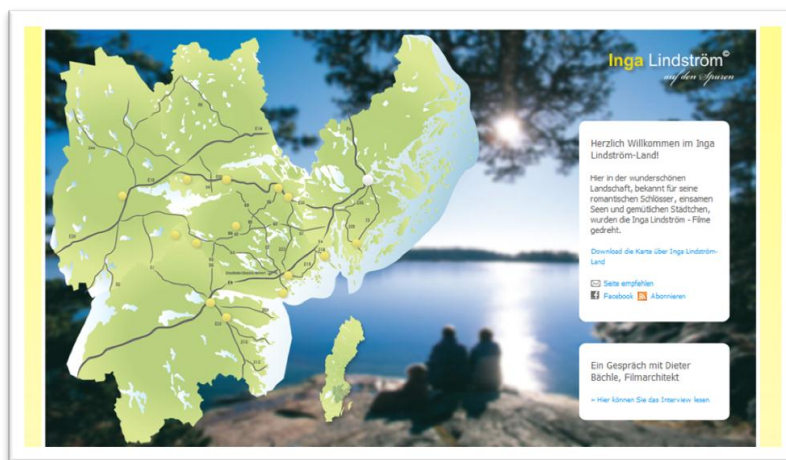 Inga Lindström©
auf den Spuren
Herzlich Willkommen im Inga
Lindström-Land!
Hier in der wunderschönen
Landschaft, bekannt für seine
romantischen Schlösser, einsamen
Seen und gemütlichen Städtchen,
wurden die Inga Lindström - Filme
gedreht.
Download die Karte über Inga Lindström-
Land
Seite empfehlen
Facebook Abonnieren
Ein Gespräch mit Dieter
Bächle, Filmarchitekt
» Hier können Sie das Interview lesen